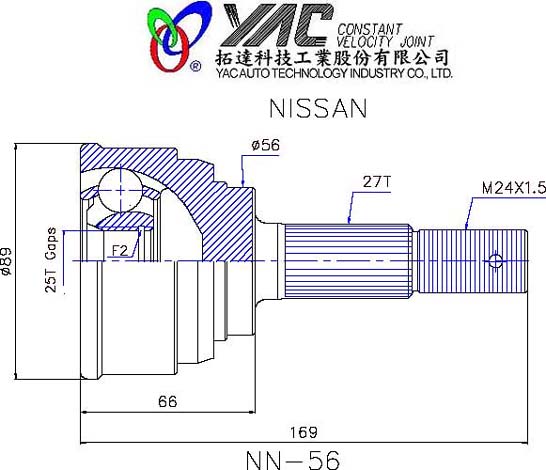 YAC CONSTANT
VELOCITY JOINT
®
拓達科技工業股份有限公司
YAC AUTO TECHNOLOGY INDUSTRY CO., LTD.
NISSAN
ø56
27T
M24X1.5
ø89
25T Gaps
F2
66
169
NN-56